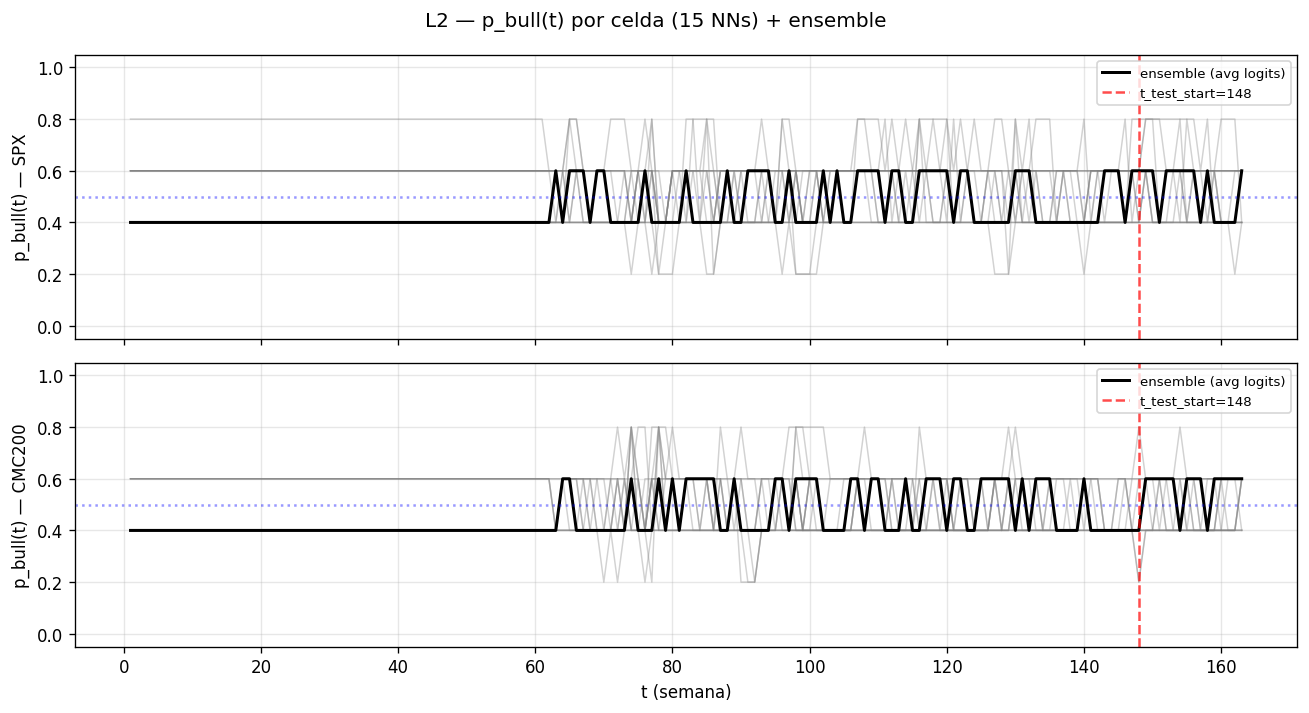 L2 — p_bull(t) por celda (15 NNs) + ensemble
p_bull(t) — SPX
1.0
0.8
0.6
0.4
0.2
0.0
ensemble (avg logits)
t_test_start=148
p_bull(t) — CMC200
1.0
0.8
0.6
0.4
0.2
0.0
ensemble (avg logits)
t_test_start=148
0 20 40 60 80 100 120 140 160
t (semana)